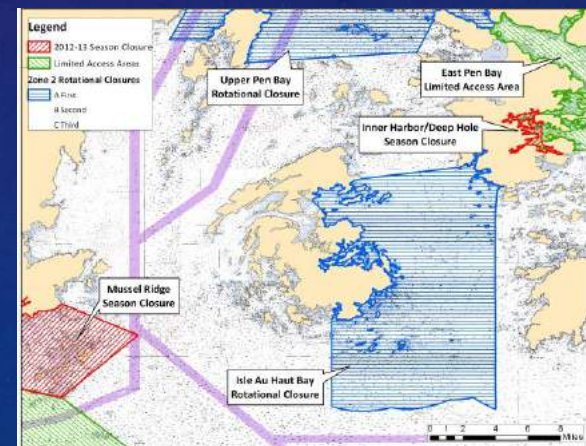 Legend
2012-13 Season Closure
Limited Access Areas
Zone 2 Rotational Closures
A First
B Second
C Third
Upper Pen Bay
Rotational Closure
East Pen Bay
Limited Access Area
Inner Harbor/Deep Hole
Season Closure
Mussel Ridge
Season Closure
Isle Au Haut Bay
Rotational Closure
0 1 2 4 6 8
Miles